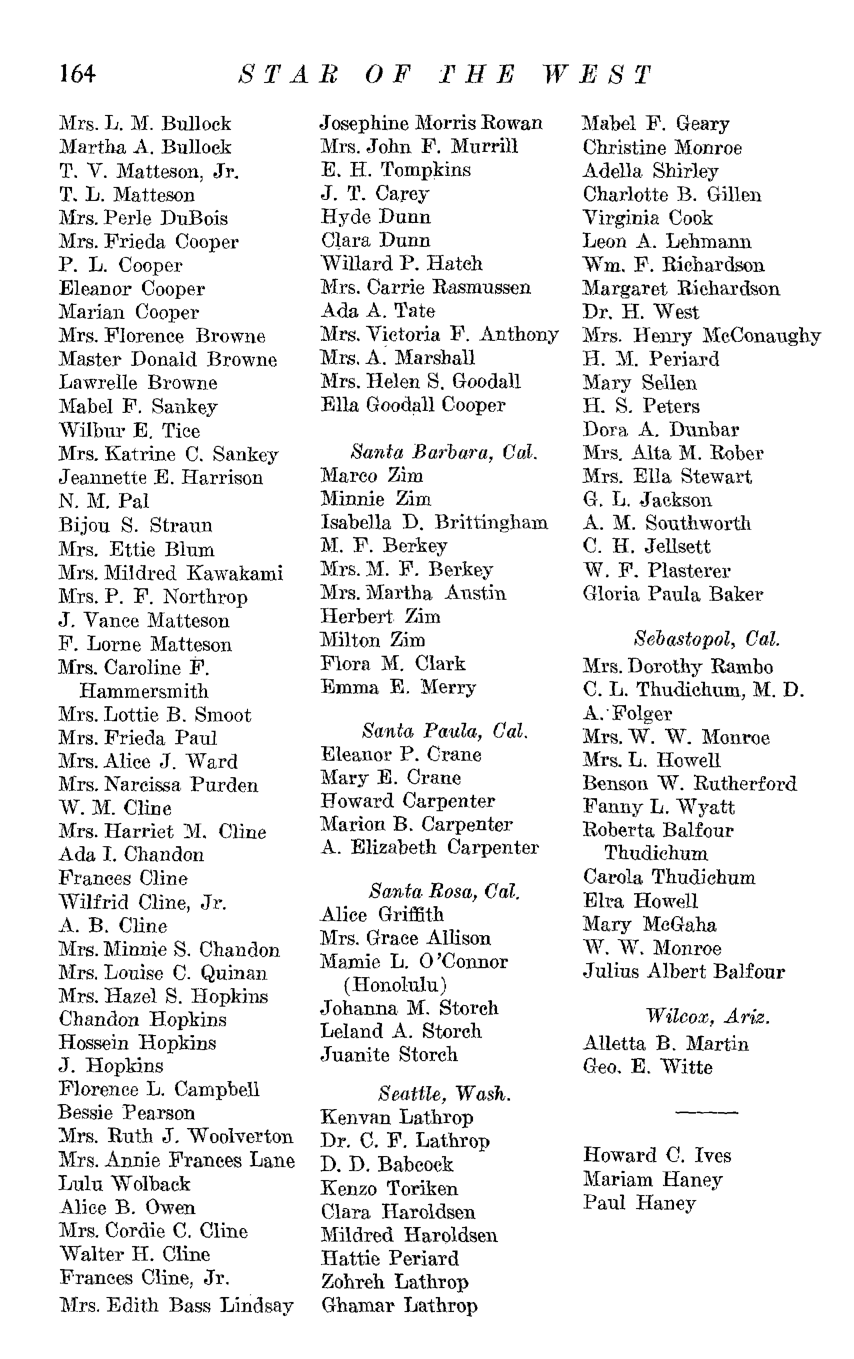 164 STAR OF THE WEST
Mrs. L. M. Bullock
Martha A. Bullock
T. V. Matteson, Jr.
T. L. Matteson
Mrs. Perle DuBois
Mrs. Frieda Cooper
P. L. Cooper
Eleanor Cooper
Marian Cooper
Mrs. Florence Browne
Master Donald Browne
Lawrelle Browne
Mabel F. Sankey
Wilbur E. Tice
Mrs. Katrine C. Sankey
Jeannette E. Harrison
N. M. Pal
Bijou S. Straun
Mrs. Ettie Blum
Mrs. Mildred Kawakami
Mrs. P. F. Northrop
J. Vance Matteson
F. Lorne Matteson
Mrs. Caroline F.
Hammersmith
Mrs. Lottie B. Smoot
Mrs. Frieda Paul
Mrs. Alice J. Ward
Mrs. Narcissa Purden
W. M. Cline
Mrs. Harriet M. Cline
Ada I. Chandon
Frances Cline
Wilfrid Cline, Jr.
A. B. Cline
Mrs. Minnie S. Chandon
Mrs. Louise C. Quinan
Mrs. Hazel S. Hopkins
Chandon Hopkins
Hossein Hopkins
J. Hopkins
Florence L. Campbell
Bessie Pearson
Mrs. Ruth J. Woolverton
Mrs. Annie Frances Lane
Lulu Wolback
Alice B. Owen
Mrs. Cordie C. Cline
Walter H. Cline
Frances Cline, Jr.
Mrs. Edith Bass Lindsay
Josephine Morris Rowan
Mrs. John F. Murrill
E. H. Tompkins
J. T. Carey
Hyde Dunn
Clara Dunn
Willard P. Hatch
Mrs. Carrie Rasmussen
Ada A. Tate
Mrs. Victoria F. Anthony
Mrs. A. Marshall
Mrs. Helen S. Goodall
Ella Goodall Cooper
Santa Barbara, Cal.
Marco Zim
Minnie Zim
Isabella D. Brittingham
M. F. Berkey
Mrs. M. F. Berkey
Mrs. Martha Austin
Herbert Zim
Milton Zim
Flora M. Clark
Emma E. Merry
Santa Paula, Cal.
Eleanor P. Crane
Mary E. Crane
Howard Carpenter
Marion B. Carpenter
A. Elizabeth Carpenter
Santa Rosa, Cal.
Alice Griffith
Mrs. Grace Allison
Mamie L. O'Connor
(Honolulu)
Johanna M. Storch
Leland A. Storch
Juanite Storch
Seattle, Wash.
Kenvan Lathrop
Dr. C. F. Lathrop
D. D. Babcock
Kenzo Toriken
Clara Haroldsen
Mildred Haroldsen
Hattie Periard
Zohreh Lathrop
Ghamar Lathrop
Mabel F. Geary
Christine Monroe
Adella Shirley
Charlotte B. Gillen
Virginia Cook
Leon A. Lehmann
Wm. F. Richardson
Margaret Richardson
Dr. H. West
Mrs. Henry McConaughy
H. M. Periard
Mary Sellen
H. S. Peters
Dora A. Dunbar
Mrs. Alta M. Rober
Mrs. Ella Stewart
G. L. Jackson
A. M. Southworth
C. H. Jellsett
W. F. Plasterer
Gloria Paula Baker
Sebastopol, Cal.
Mrs. Dorothy Rambo
C. L. Thudichum, M. D.
A. Folger
Mrs. W. W. Monroe
Mrs. L. Howell
Benson W. Rutherford
Fanny L. Wyatt
Roberta Balfour
Thudichum
Carola Thudichum
Elra Howell
Mary McGaha
W. W. Monroe
Julius Albert Balfour
Wilcox, Ariz.
Alletta B. Martin
Geo. E. Witte
Howard C. Ives
Mariam Haney
Paul Haney